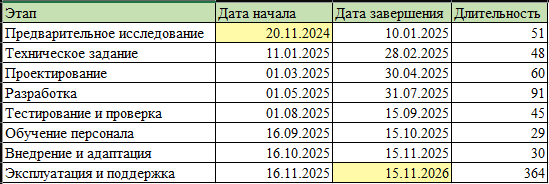 Этап Дата начала Дата завершения Длительность
Предварительное исследование 20.11.2024 10.01.2025 51
Техническое задание 11.01.2025 28.02.2025 48
Проектирование 01.03.2025 30.04.2025 60
Разработка 01.05.2025 31.07.2025 91
Тестирование и проверка 01.08.2025 15.09.2025 45
Обучение персонала 16.09.2025 15.10.2025 29
Внедрение и адаптация 16.10.2025 15.11.2025 30
Эксплуатация и поддержка 16.11.2025 15.11.2026 364